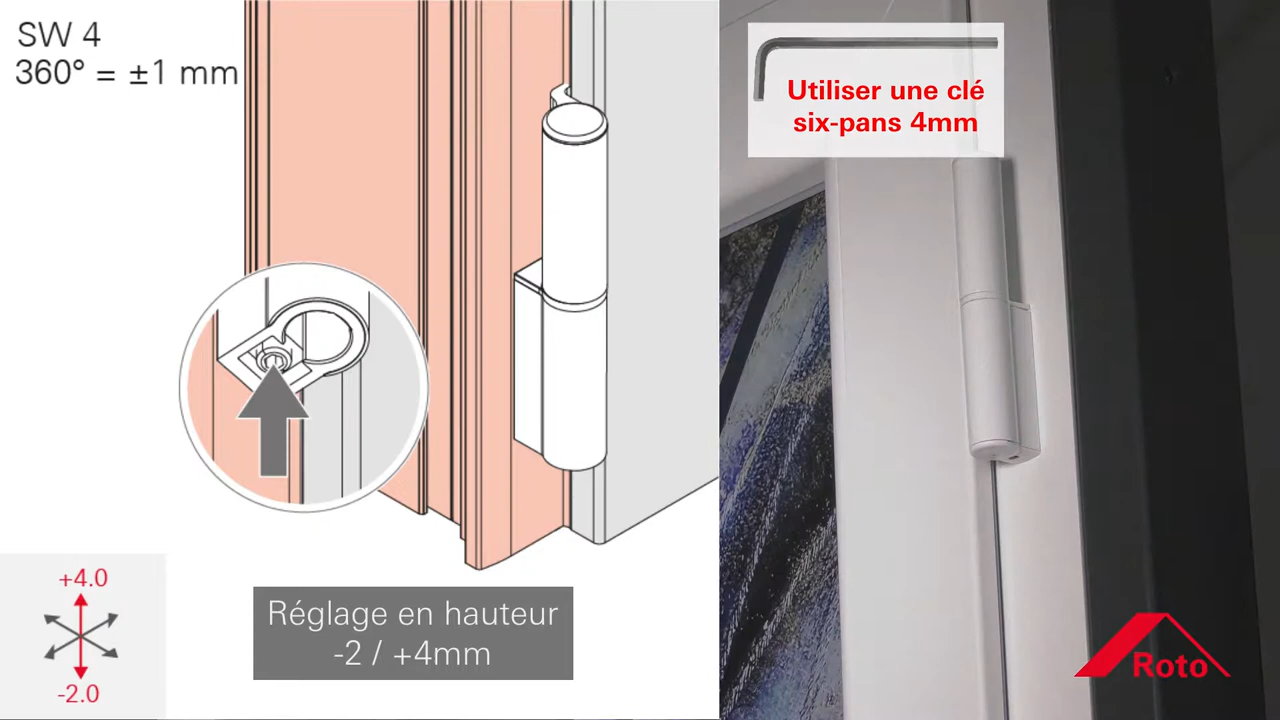 SW 4
360° = ±1 mm
Utiliser une clé
six-pans 4mm
+4.0
-2.0
Réglage en hauteur
-2 / +4mm
Roto